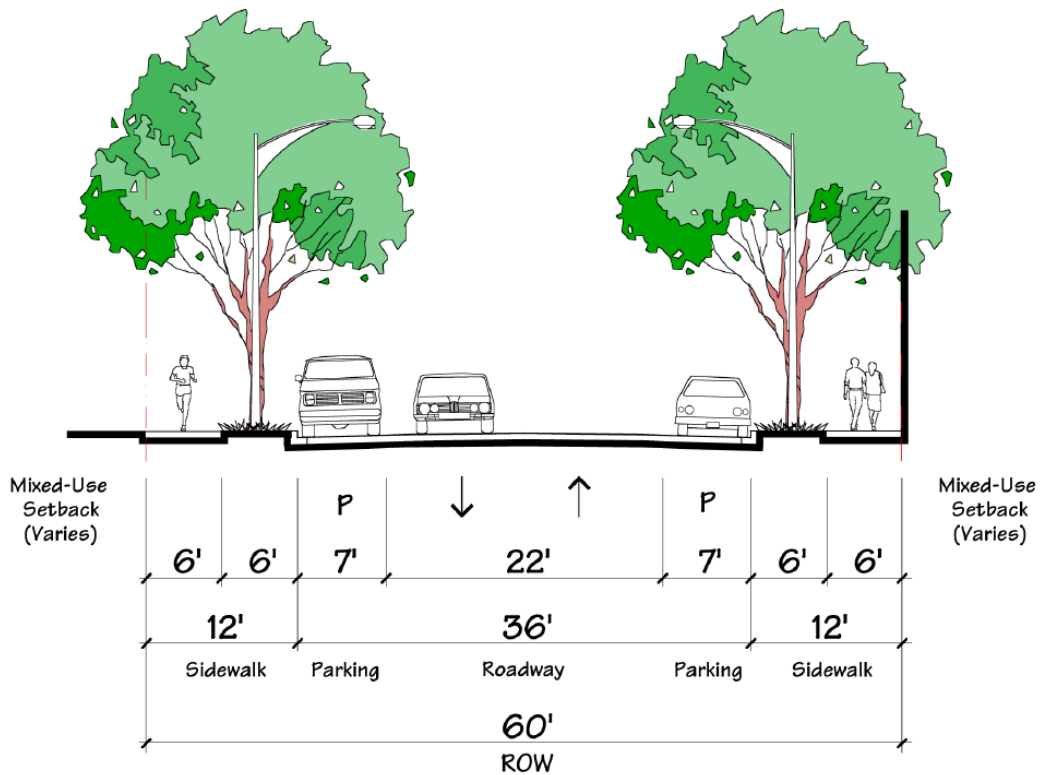 Mixed-Use
Setback
(Varies)
P
P
Mixed-Use
Setback
(Varies)
6' 6' 7' 22' 7' 6' 6'
12' 36' 12'
Sidewalk Parking Roadway Parking Sidewalk
60'
ROW